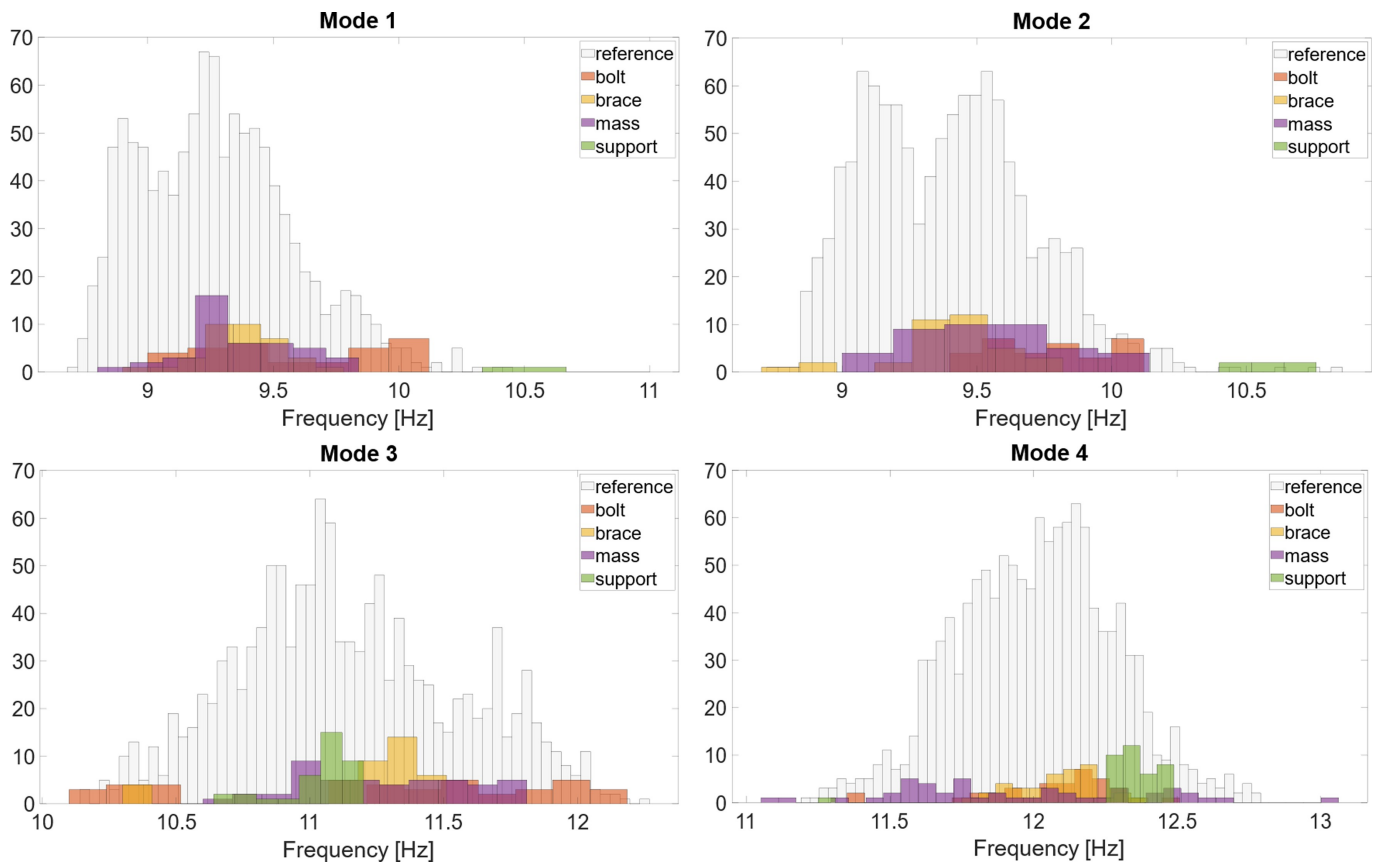 Mode 1
70
60
50
40
30
20
10
0
reference
bolt
brace
mass
support
9
9.5
10
10.5
11
Frequency [Hz]
Mode 2
70
60
50
40
30
20
10
0
reference
bolt
brace
mass
support
9
9.5
10
10.5
Frequency [Hz]
Mode 3
70
60
50
40
30
20
10
0
reference
bolt
brace
mass
support
10
10.5
11
11.5
12
Frequency [Hz]
Mode 4
70
60
50
40
30
20
10
0
reference
bolt
brace
mass
support
11
11.5
12
12.5
13
Frequency [Hz]